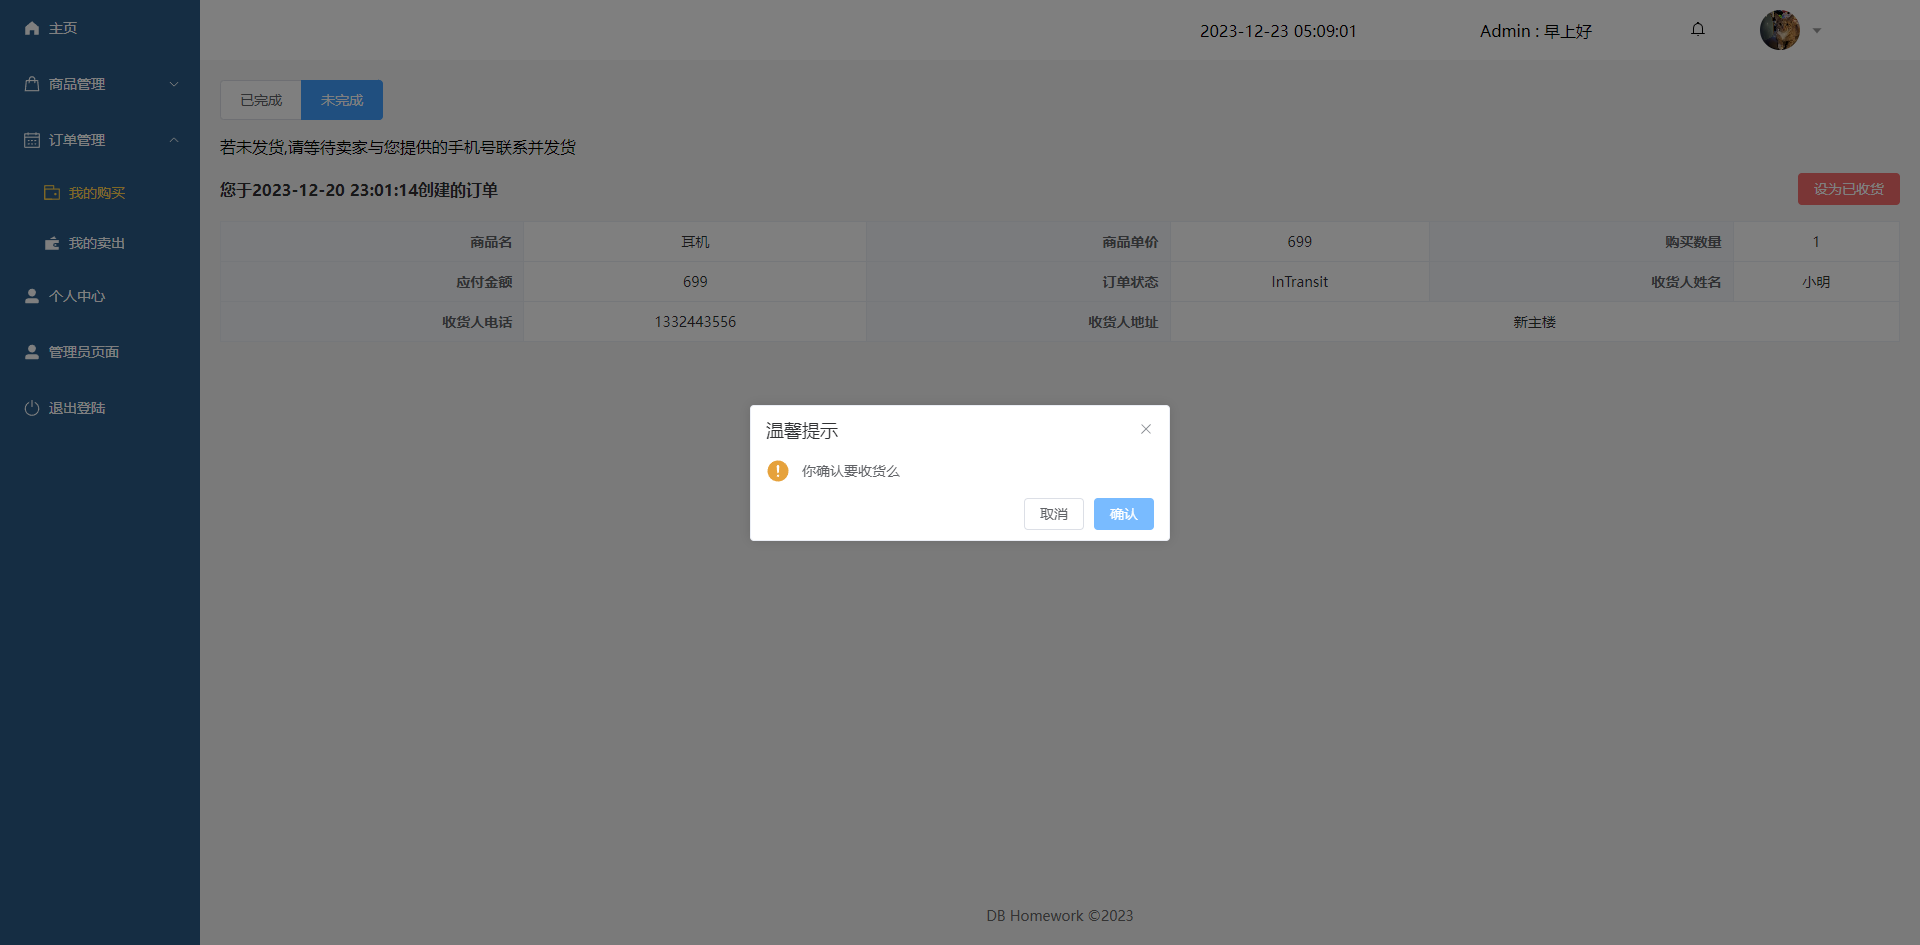 主页
商品管理
订单管理
我的购买
我的卖出
个人中心
管理员页面
退出登陆
2023-12-23 05:09:01
Admin : 早上好
已完成
未完成
若未发货,请等待卖家与您提供的手机号联系并发货
您于2023-12-20 23:01:14创建的订单
设为已收货
商品名 耳机 商品单价 699 购买数量 1
应付金额 699 订单状态 InTransit 收货人姓名 小明
收货人电话 1332443556 收货人地址 新主楼
温馨提示
你确认要收货么
取消
确认
DB Homework ©2023